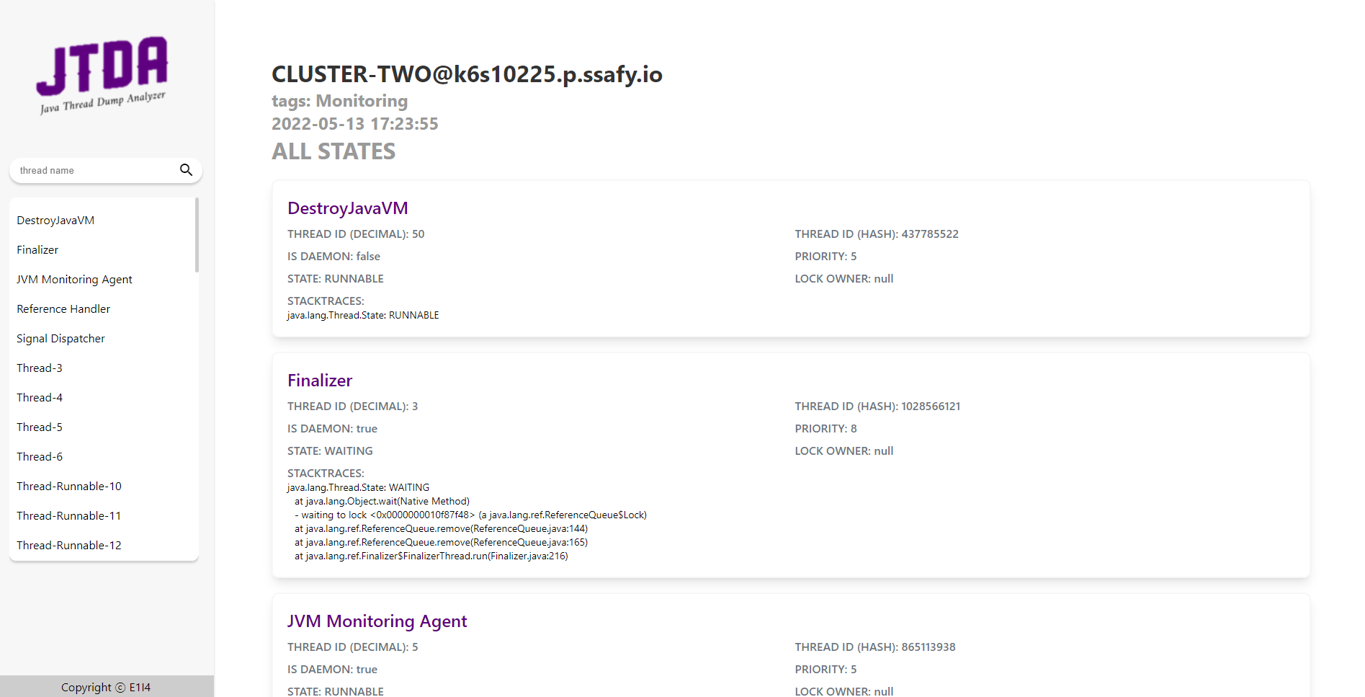 JTDA
Java Thread Dump Analyzer
thread name
DestroyJavaVM
Finalizer
JVM Monitoring Agent
Reference Handler
Signal Dispatcher
Thread-3
Thread-4
Thread-5
Thread-6
Thread-Runnable-10
Thread-Runnable-11
Thread-Runnable-12
Copyright ⓒ E1I4
CLUSTER-TWO@k6s10225.p.ssafy.io
tags: Monitoring
2022-05-13 17:23:55
ALL STATES
DestroyJavaVM
THREAD ID (DECIMAL): 50 THREAD ID (HASH): 437785522
IS DAEMON: false PRIORITY: 5
STATE: RUNNABLE LOCK OWNER: null
STACKTRACES:
java.lang.Thread.State: RUNNABLE
Finalizer
THREAD ID (DECIMAL): 3 THREAD ID (HASH): 1028566121
IS DAEMON: true PRIORITY: 8
STATE: WAITING LOCK OWNER: null
STACKTRACES:
java.lang.Thread.State: WAITING
at java.lang.Object.wait(Native Method)
- waiting to lock <0x0000000010f87f48> (a java.lang.ref.ReferenceQueue$Lock)
at java.lang.ref.ReferenceQueue.remove(ReferenceQueue.java:144)
at java.lang.ref.ReferenceQueue.remove(ReferenceQueue.java:165)
at java.lang.ref.Finalizer$FinalizerThread.run(Finalizer.java:216)
JVM Monitoring Agent
THREAD ID (DECIMAL): 5 THREAD ID (HASH): 865113938
IS DAEMON: true PRIORITY: 5
STATE: RUNNABLE LOCK OWNER: null